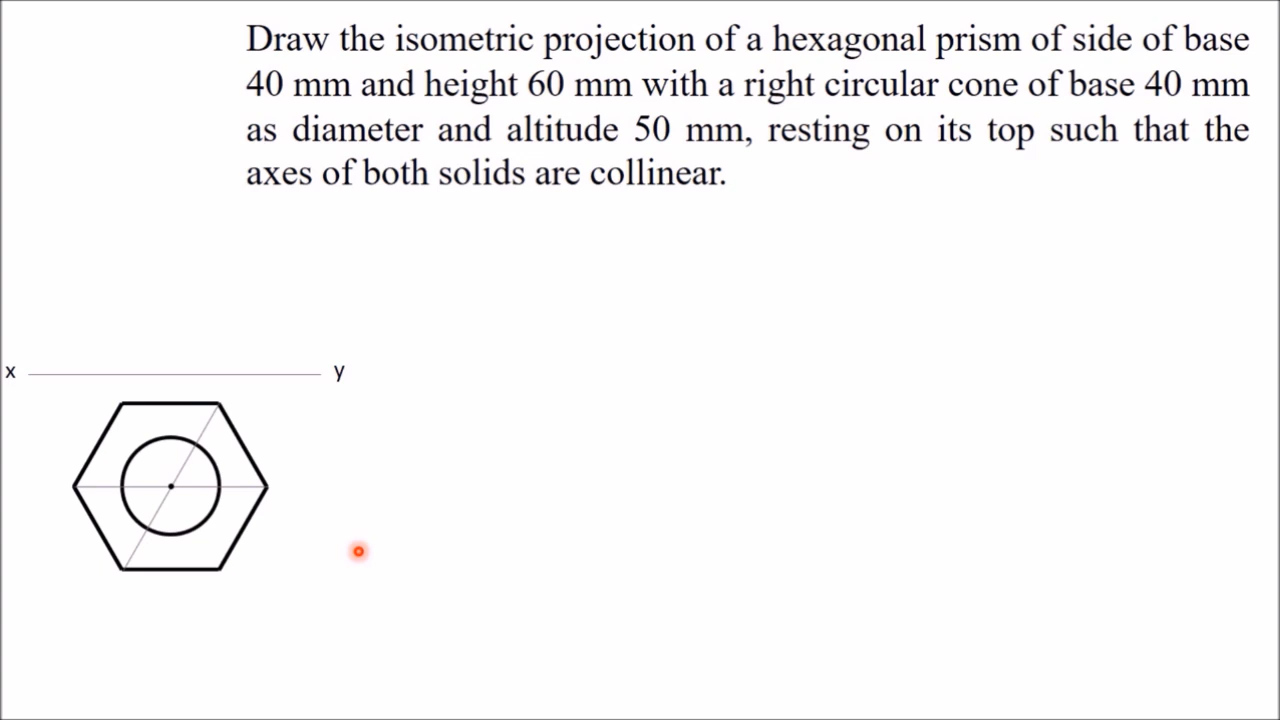 Draw the isometric projection of a hexagonal prism of side of base
40 mm and height 60 mm with a right circular cone of base 40 mm
as diameter and altitude 50 mm, resting on its top such that the
axes of both solids are collinear.
x y